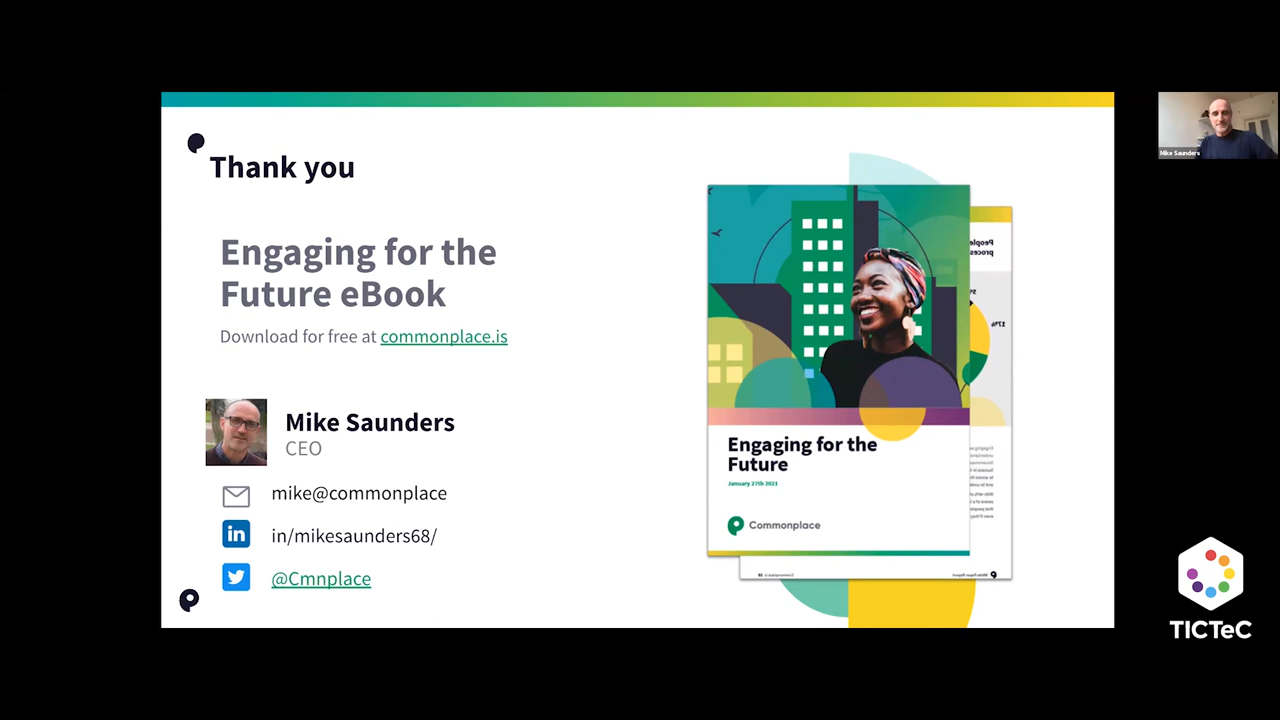 Thank you
Engaging for the
Future eBook
Download for free at commonplace.is
Mike Saunders
CEO
mike@commonplace
in/mikesaunders68/
@Cmnplace
Engaging for the
Future
January 27th 2021
Commonplace
17%
Mike Saunders
TICTeC